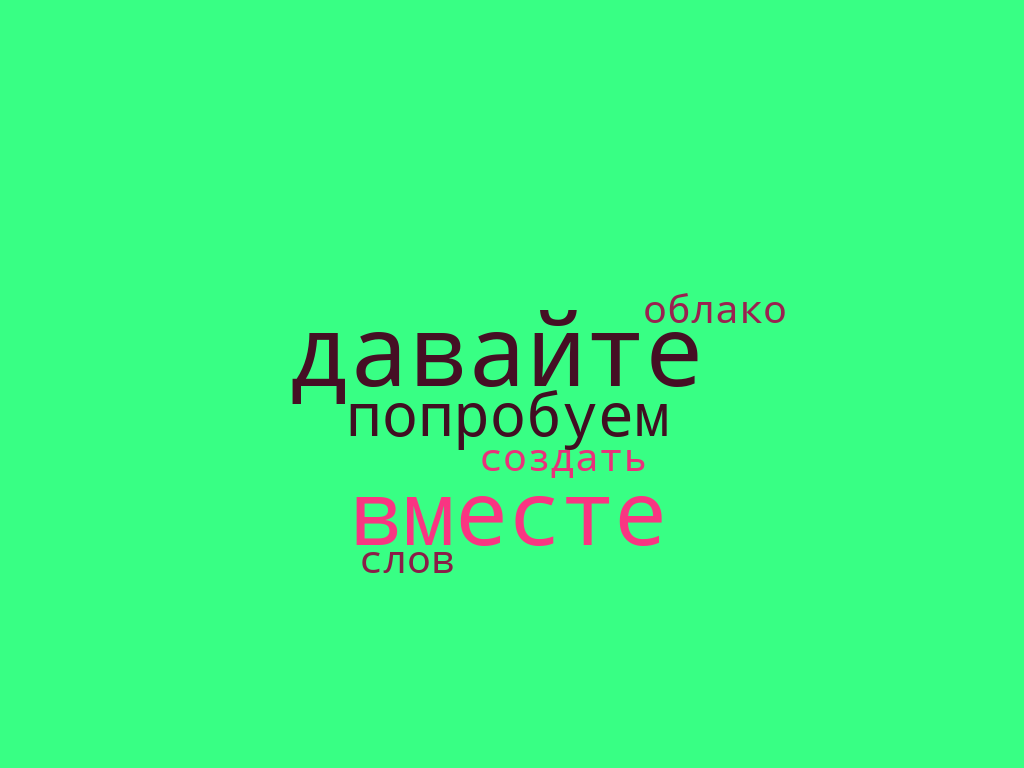 облако
давайте
попробуем
создать
вместе
слов